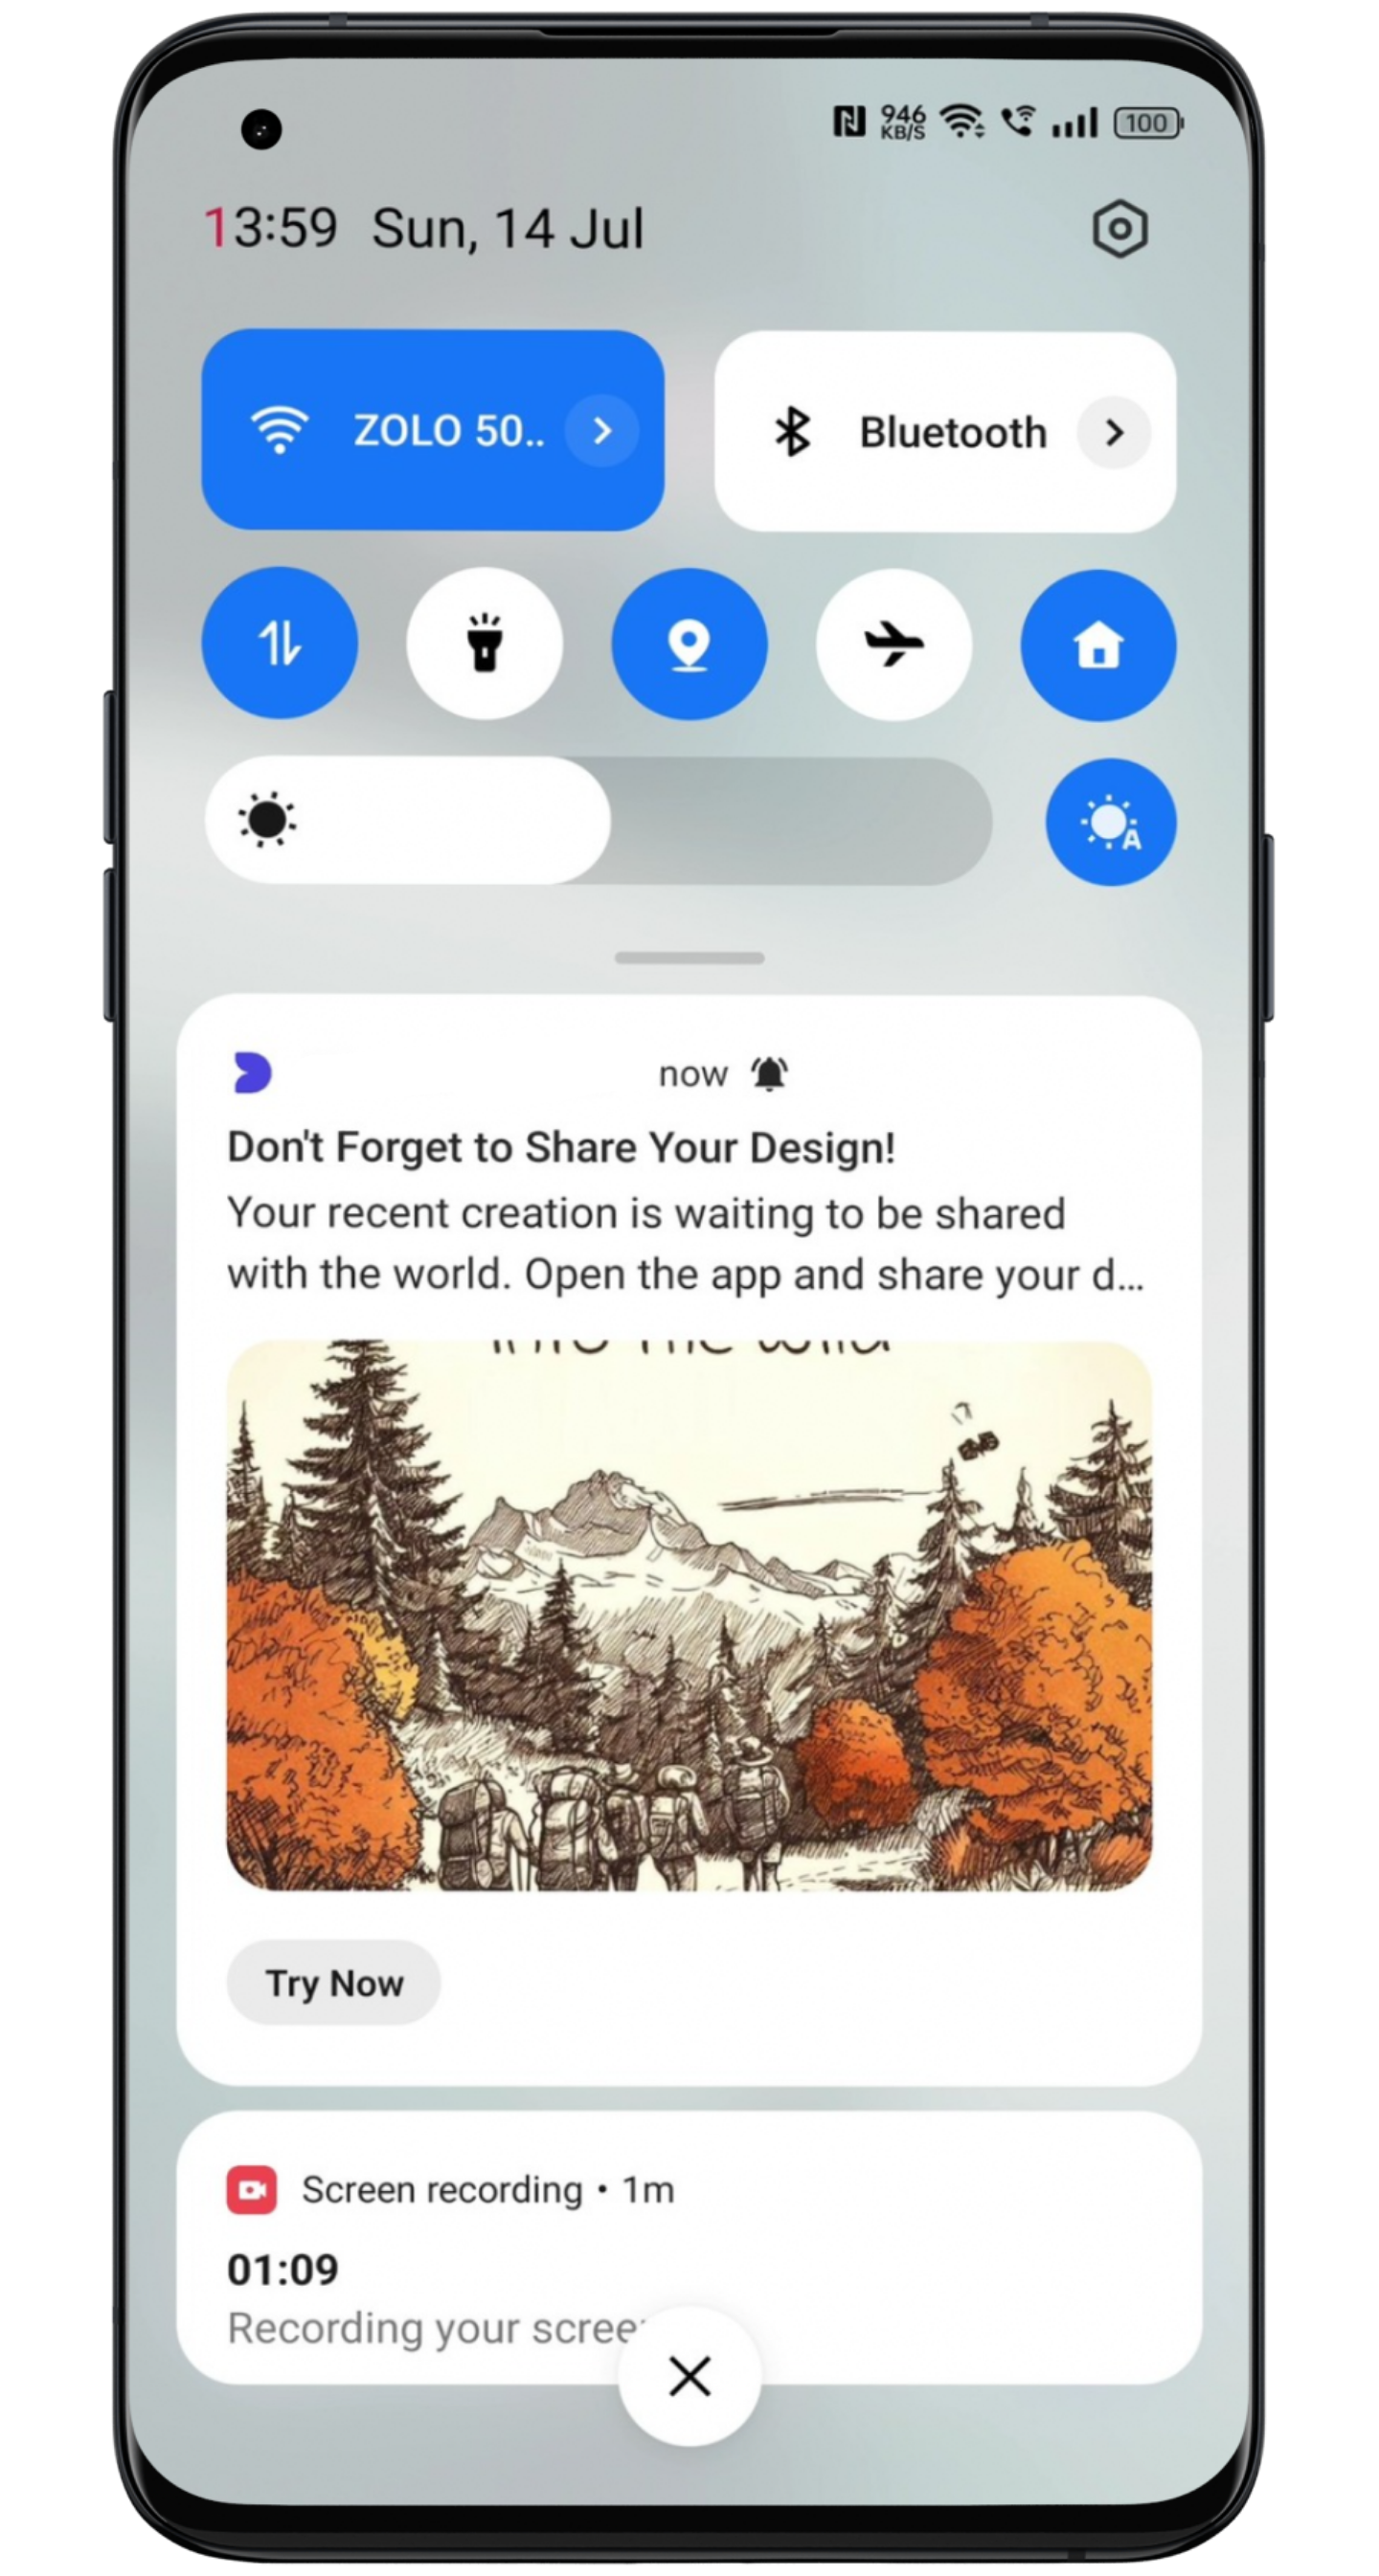 946
KB/S
100
13:59 Sun, 14 Jul
ZOLO 50..
Bluetooth
A
now
Don't Forget to Share Your Design!
Your recent creation is waiting to be shared
with the world. Open the app and share your d...
Try Now
Screen recording • 1m
01:09
Recording your scree